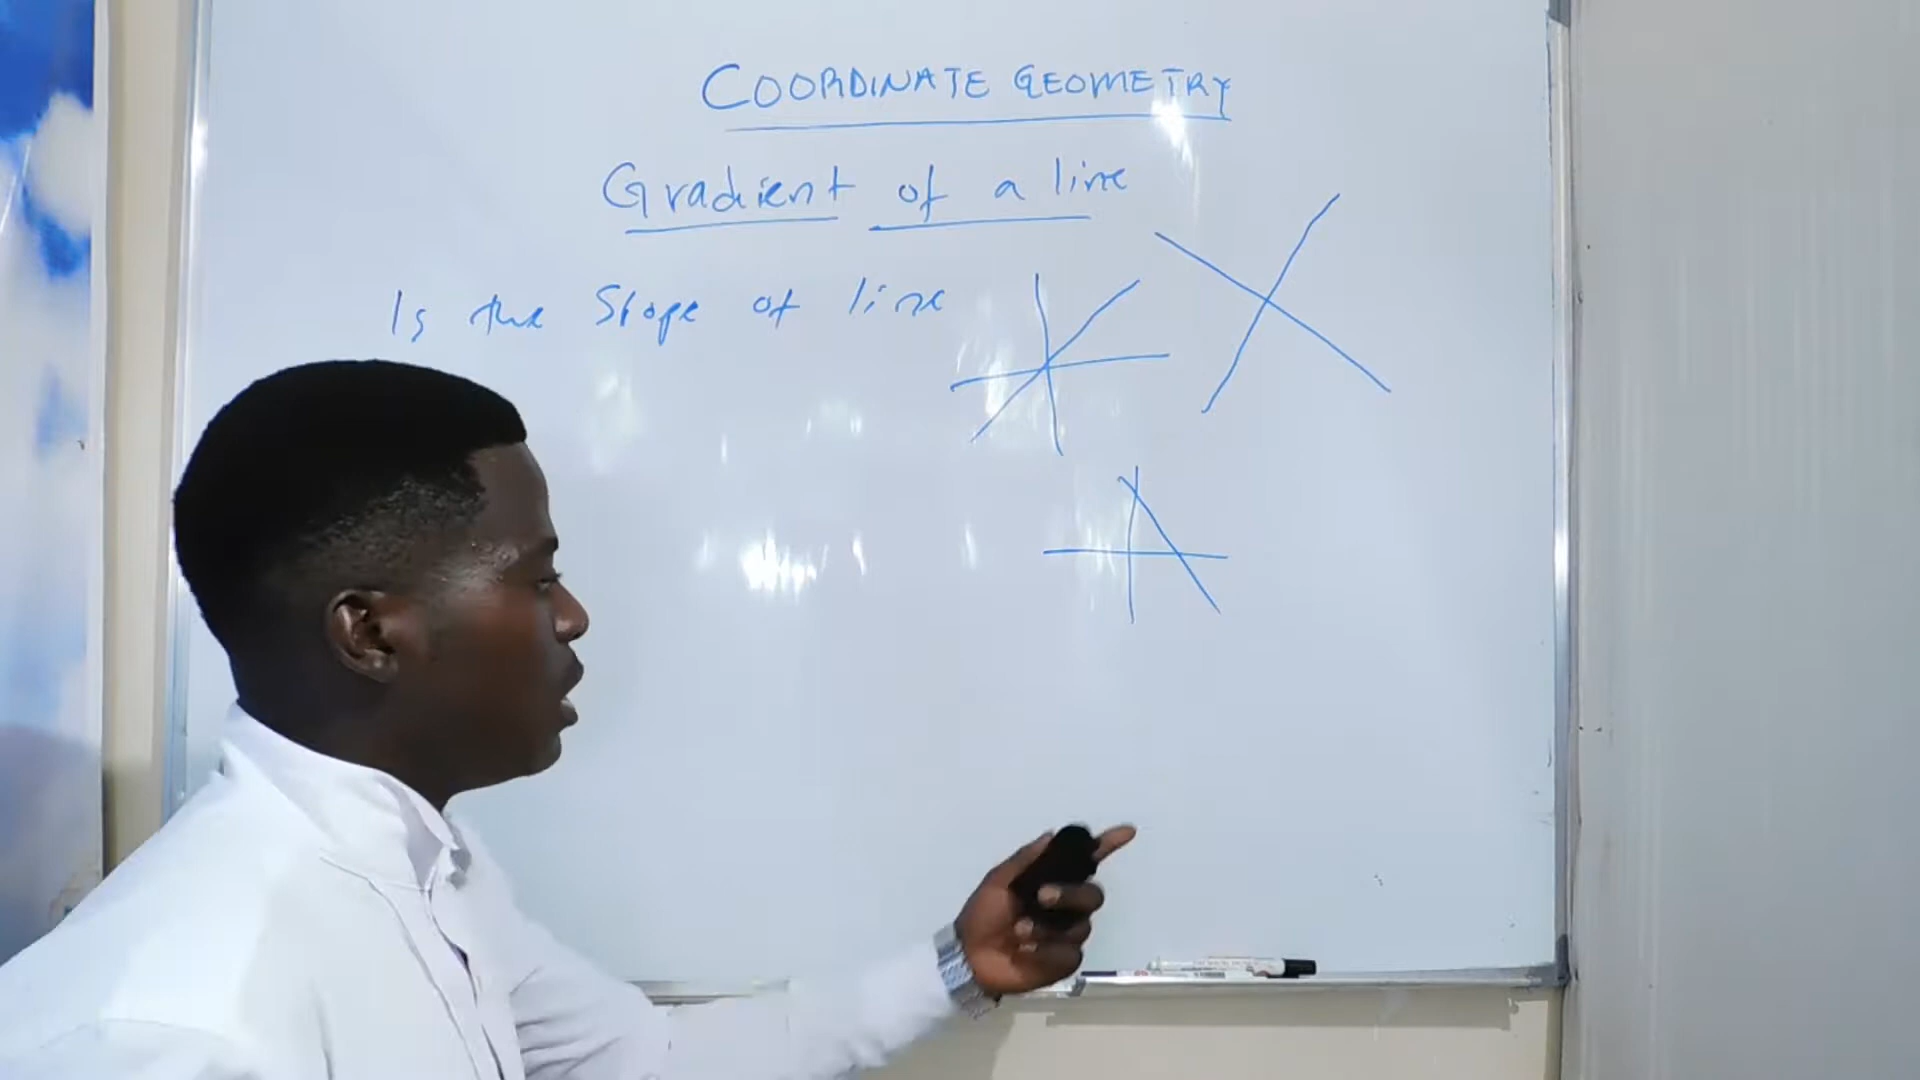 COORDINATE GEOMETRY
Gradient of a line
Is the Slope of line